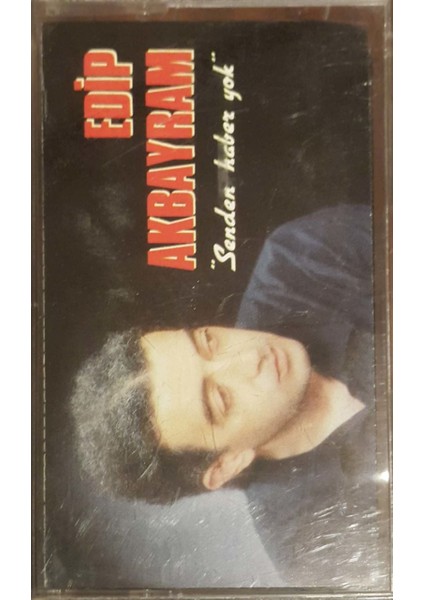 EDİP
AKBAYRAM
"Senden haber yok"